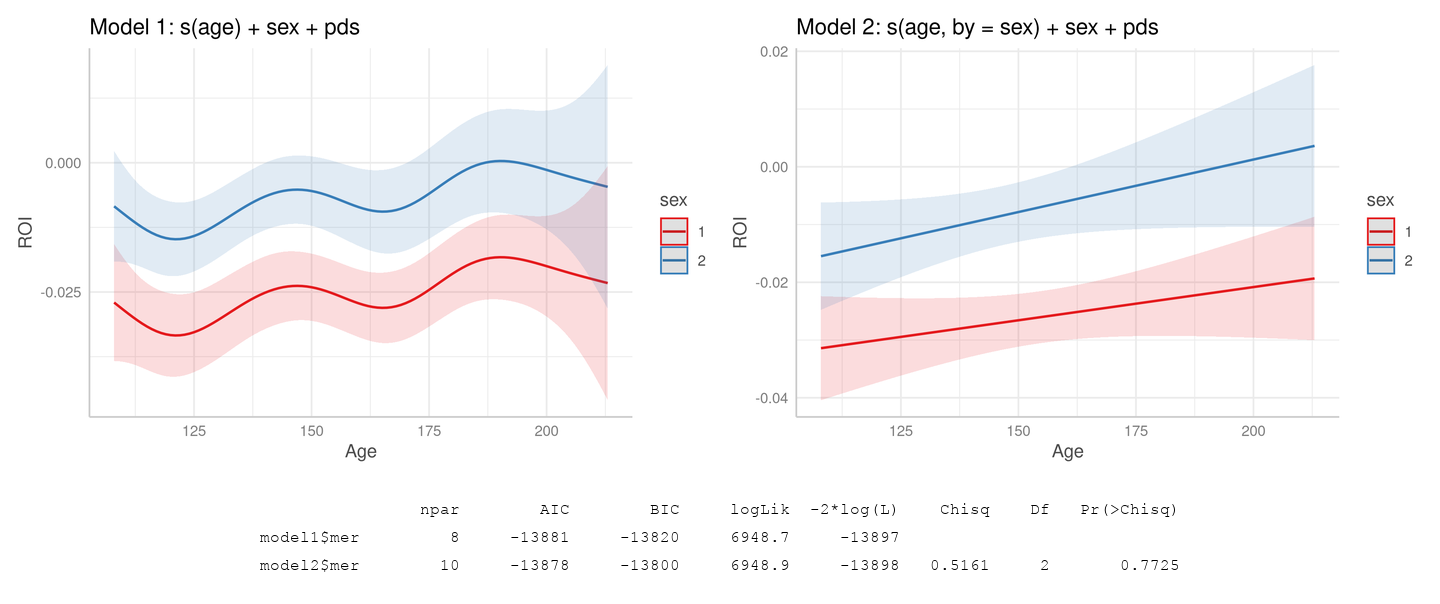 Model 1: s(age) + sex + pds
0.000
-0.025
ROI
125 150 175 200
Age
sex
1
2
Model 2: s(age, by = sex) + sex + pds
0.02
0.00
-0.02
-0.04
ROI
125 150 175 200
Age
sex
1
2
npar AIC BIC logLik -2*log(L) Chisq Df Pr(>Chisq)
model1$mer 8 -13881 -13820 6948.7 -13897
model2$mer 10 -13878 -13800 6948.9 -13898 0.5161 2 0.7725